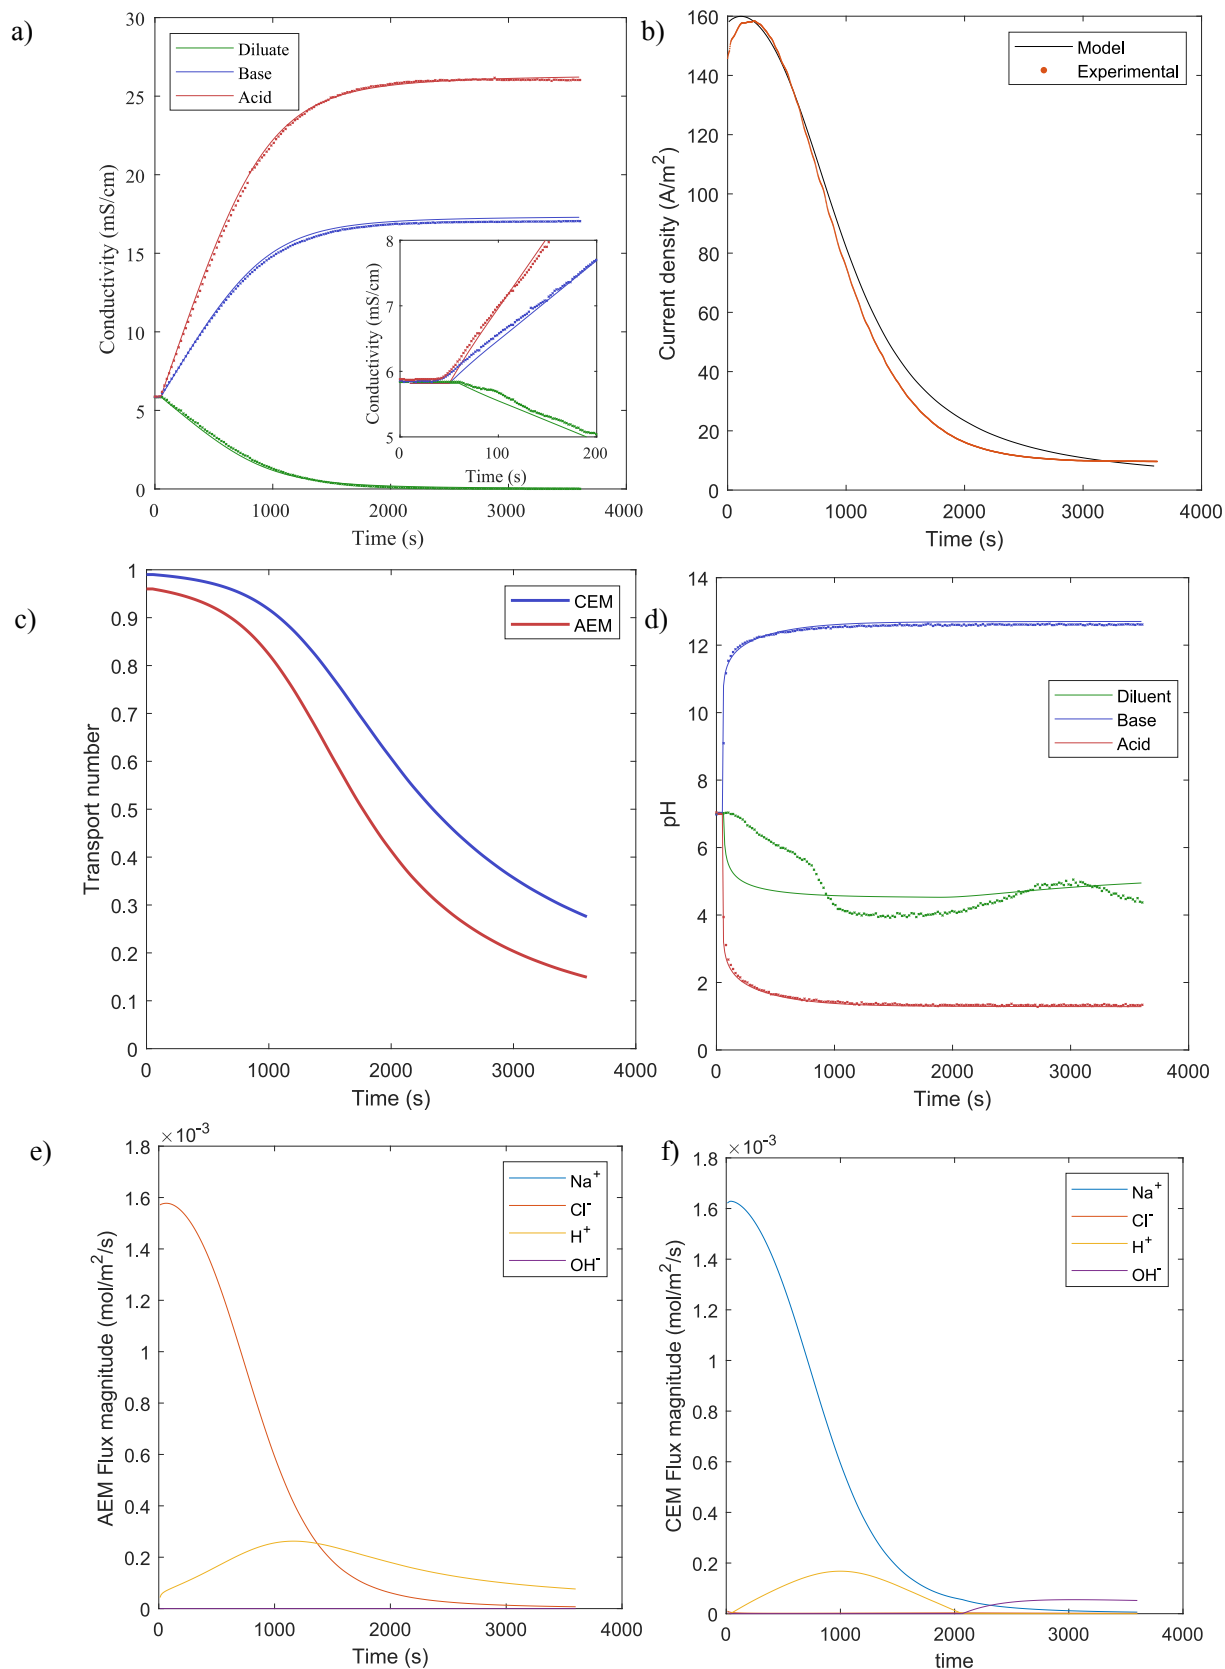 a)
30
25
20
15
10
5
0
Conductivity (mS/cm)
Diluate
Base
Acid
8
7
6
5
Conductivity (mS/cm)
0 100 200
Time (s)
0 1000 2000 3000 4000
Time (s)
b)
160
140
120
100
80
60
40
20
0
Current density (A/m²)
Model
Experimental
0 1000 2000 3000 4000
Time (s)
c)
1
0.9
0.8
0.7
0.6
0.5
0.4
0.3
0.2
0.1
0
Transport number
CEM
AEM
0 1000 2000 3000 4000
Time (s)
d)
14
12
10
8
6
4
2
0
pH
Diluent
Base
Acid
0 1000 2000 3000 4000
Time (s)
e)
×10⁻³
1.8
1.6
1.4
1.2
1
0.8
0.6
0.4
0.2
0
AEM Flux magnitude (mol/m²/s)
Na⁺
Cl⁻
H⁺
OH⁻
0 1000 2000 3000 4000
Time (s)
f)
×10⁻³
1.8
1.6
1.4
1.2
1
0.8
0.6
0.4
0.2
0
CEM Flux magnitude (mol/m²/s)
Na⁺
Cl⁻
H⁺
OH⁻
0 1000 2000 3000 4000
time